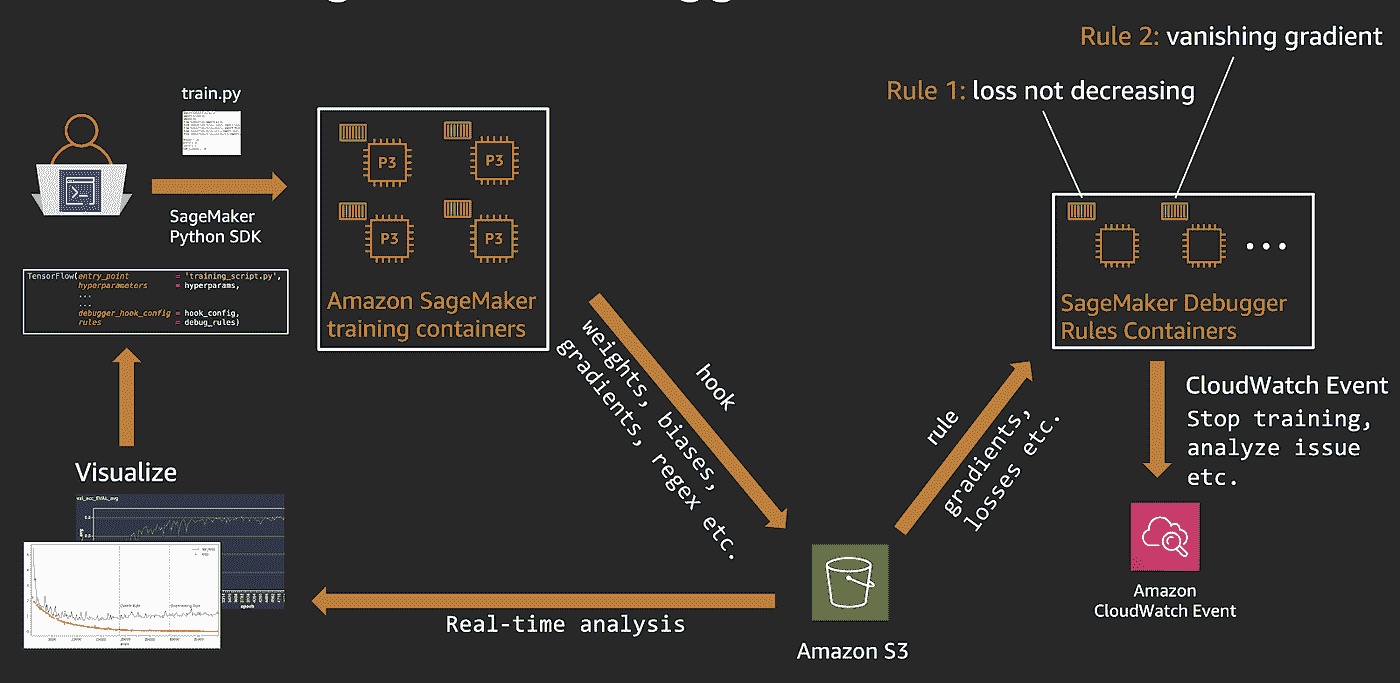 Rule 2: vanishing gradient
Rule 1: loss not decreasing
train.py
SageMaker
Python SDK
TensorFlow(entry_point = 'training_script.py',
hyperparameters = hyperparams,
...
...
debugger_hook_config = hook_config,
rules = debug_rules)
P3
P3
P3
P3
Amazon SageMaker
training containers
hook
weights, biases,
gradients, regex etc.
rule
gradients,
losses etc.
SageMaker Debugger
Rules Containers
CloudWatch Event
Stop training,
analyze issue
etc.
Amazon
CloudWatch Event
Visualize
epoch
Real-time analysis
Amazon S3